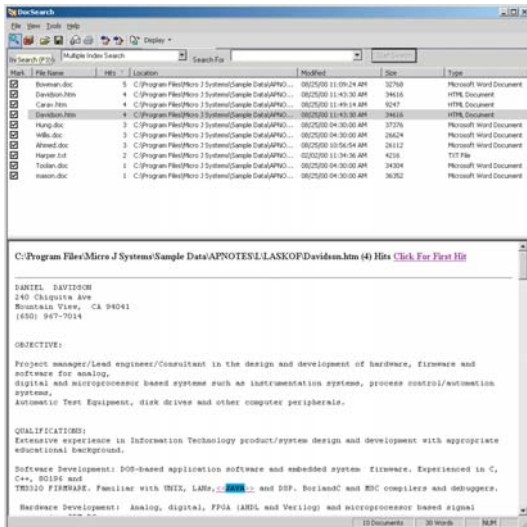 DocSearch
File View Tools Help
Display
Search (F3) Multiple Index Search Search For Start Search
Mark File Name Hits Location Modified Size Type
Bowman.doc 5 C:\Program Files\Micro J Systems\Sample Data\APNO... 08/25/00 11:09:24 AM 32768 Microsoft Word Document
Davidson.htm 4 C:\Program Files\Micro J Systems\Sample Data\APNO... 08/25/00 11:43:30 AM 34616 HTML Document
Carav.htm 4 C:\Program Files\Micro J Systems\Sample Data\APNO... 08/25/00 11:49:14 AM 9247 HTML Document
Davidson.htm 4 C:\Program Files\Micro J Systems\Sample Data\APNO... 08/25/00 11:43:30 AM 34616 HTML Document
Hung.doc 3 C:\Program Files\Micro J Systems\Sample Data\APNO... 08/25/00 04:30:00 AM 37376 Microsoft Word Document
Willis.doc 3 C:\Program Files\Micro J Systems\Sample Data\APNO... 08/25/00 04:30:00 AM 26624 Microsoft Word Document
Ahmed.doc 3 C:\Program Files\Micro J Systems\Sample Data\APNO... 08/25/00 10:56:54 AM 26112 Microsoft Word Document
Harper.txt 2 C:\Program Files\Micro J Systems\Sample Data\APNO... 02/02/00 11:34:36 AM 4216 TXT File
Toolan.doc 1 C:\Program Files\Micro J Systems\Sample Data\APNO... 08/25/00 04:30:00 AM 34304 Microsoft Word Document
mason.doc 1 C:\Program Files\Micro J Systems\Sample Data\APNO... 08/25/00 04:30:00 AM 36352 Microsoft Word Document
C:\Program Files\Micro J Systems\Sample Data\APNOTES\L\LASKOF\Davidson.htm (4) Hits Click For First Hit
DANIEL DAVIDSON
240 Chiquita Ave
Mountain View, CA 94041
(650) 967-7014
OBJECTIVE:
Project manager/Lead engineer/Consultant in the design and development of hardware, firmware and
software for analog,
digital and microprocessor based systems such as instrumentation systems, process control/automation
systems,
Automatic Test Equipment, disk drives and other computer peripherals.
QUALIFICATIONS:
Extensive experience in Information Technology product/system design and development with appropriate
educational background.
Software Development: DOS-based application software and embedded system firmware. Experienced in C,
C++, 80196 and
TMS320 FIRMWARE. Familiar with UNIX, LANs,<<JAVA>> and DSP. BorlandC and MSC compilers and debuggers.
Hardware Development: Analog, digital, FPGA (AHDL and Verilog) and microprocessor based signal
10 Documents 30 Words NUM